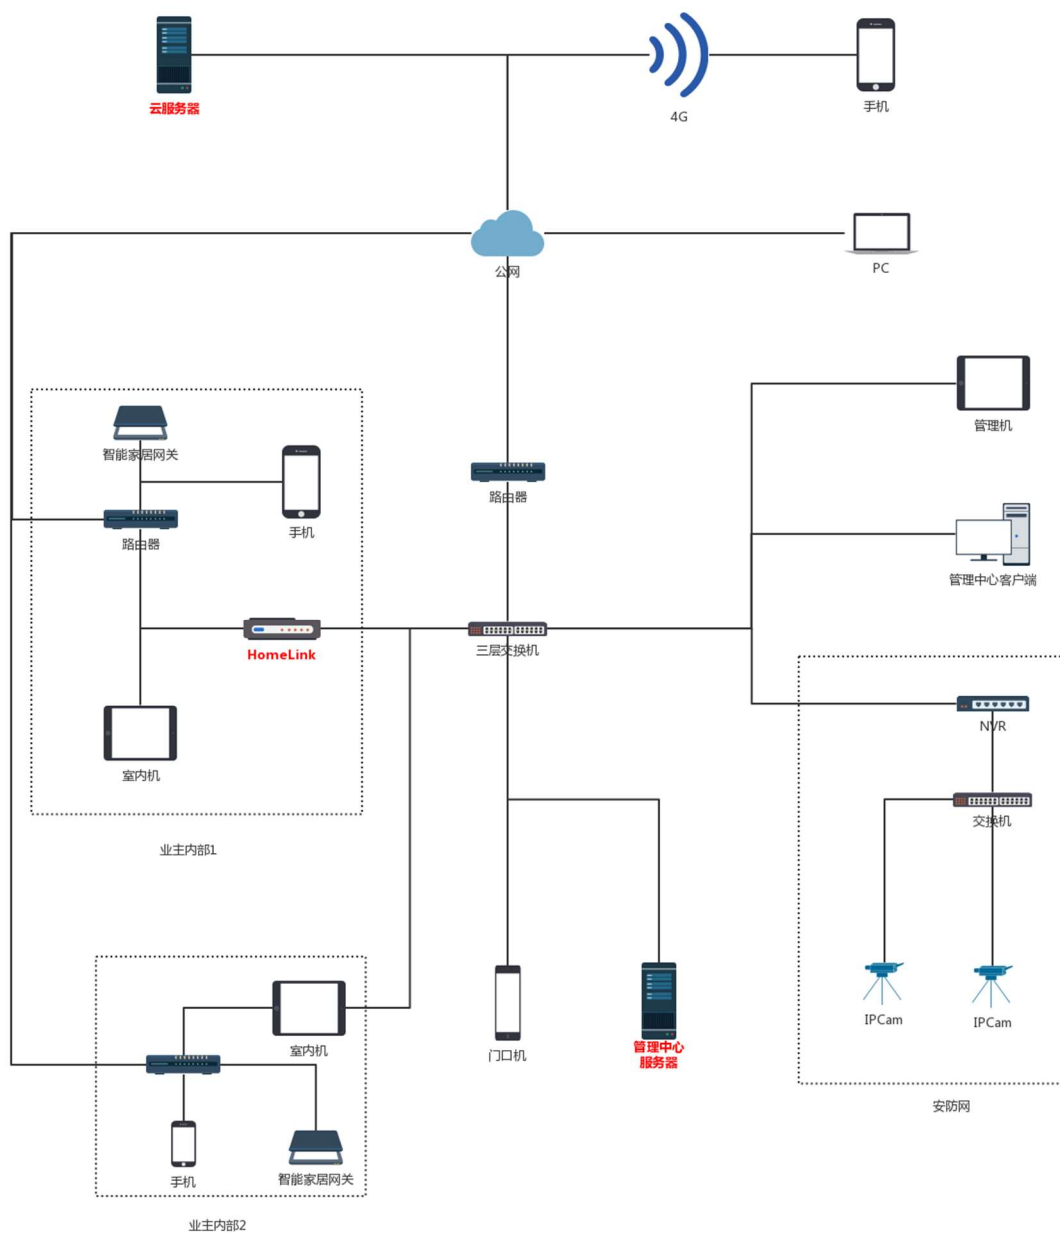 云服务器
4G
手机
公网
PC
管理机
智能家居网关
手机
路由器
路由器
管理中心客户端
HomeLink
三层交换机
NVR
室内机
交换机
业主内部1
IPCam
IPCam
室内机
门口机
管理中心
服务器
安防网
手机
智能家居网关
业主内部2